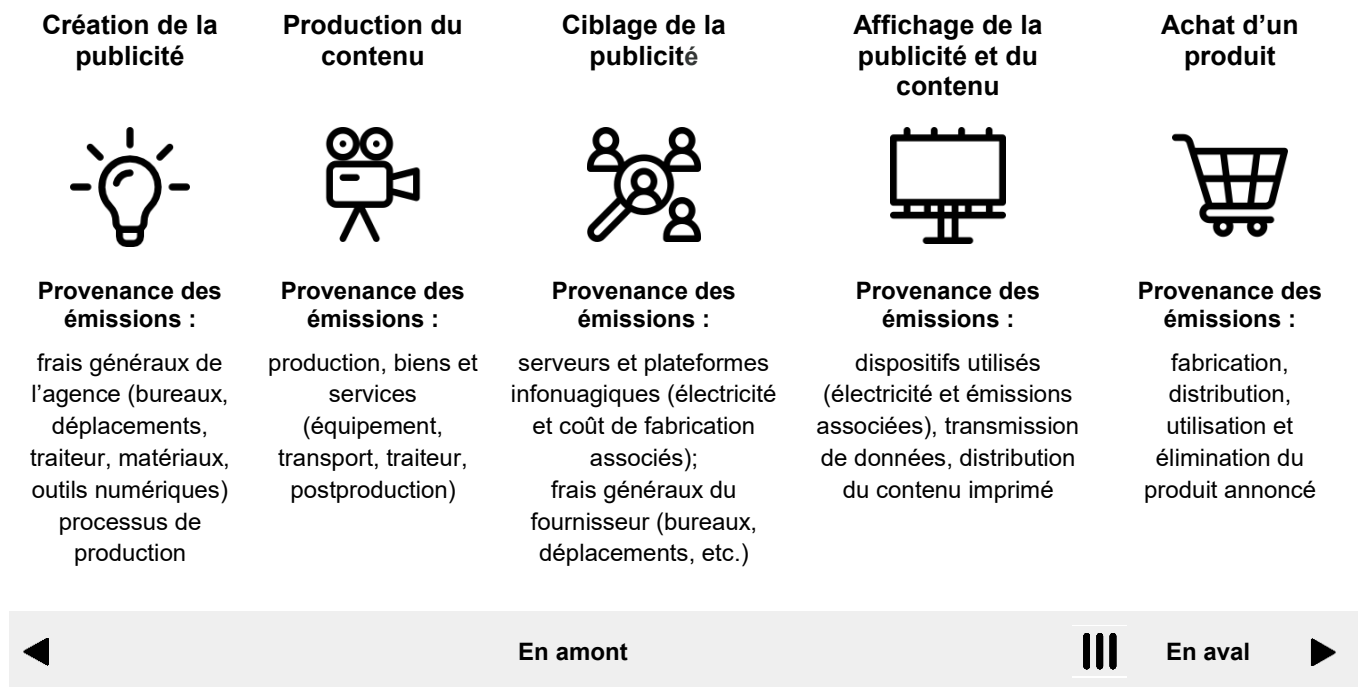 Création de la
publicité
Production du
contenu
Ciblage de la
publicité
Affichage de la
publicité et du
contenu
Achat d’un
produit
Provenance des
émissions :
frais généraux de
l’agence (bureaux,
déplacements,
traiteur, matériaux,
outils numériques)
processus de
production
Provenance des
émissions :
production, biens et
services
(équipement,
transport, traiteur,
postproduction)
Provenance des
émissions :
serveurs et plateformes
infonuagiques (électricité
et coût de fabrication
associés);
frais généraux du
fournisseur (bureaux,
déplacements, etc.)
Provenance des
émissions :
dispositifs utilisés
(électricité et émissions
associées), transmission
de données, distribution
du contenu imprimé
Provenance des
émissions :
fabrication,
distribution,
utilisation et
élimination du
produit annoncé
En amont
En aval